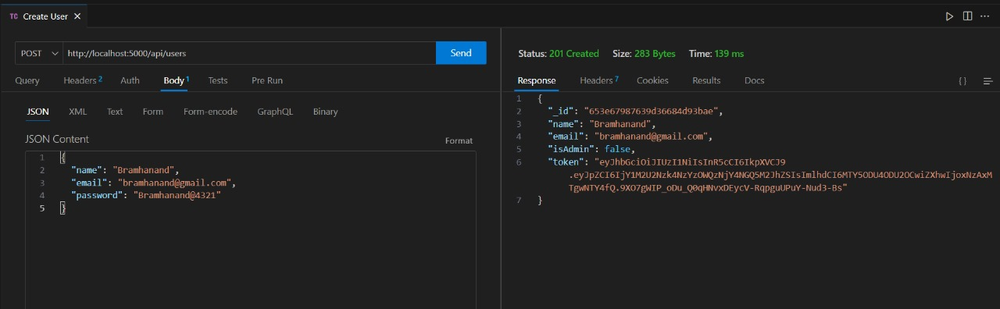 TC Create User ×
POST http://localhost:5000/api/users Send
Query Headers 2 Auth Body 1 Tests Pre Run
JSON XML Text Form Form-encode GraphQL Binary
JSON Content Format
1 {
2 "name": "Bramhanand",
3 "email": "bramhanand@gmail.com",
4 "password": "Bramhanand@4321"
5 }
Status: 201 Created Size: 283 Bytes Time: 139 ms
Response Headers 7 Cookies Results Docs { }
1 {
2 "_id": "653e67987639d36684d93bae",
3 "name": "Bramhanand",
4 "email": "bramhanand@gmail.com",
5 "isAdmin": false,
6 "token": "eyJhbGciOiJIUzI1NiIsInR5cCI6IkpXVCJ9
.eyJpZCI6IjY1M2U2Nzk4NzYzOWQzNjY4NGQ5M2JhZSIsImlhdCI6MTY5ODU4ODU2OCwiZXhwIjoxNzAxM
TgwNTY4fQ.9XO7gWIP_oDu_Q0qHNvxDEycV-RqpguUPuY-Nud3-Bs"
7 }